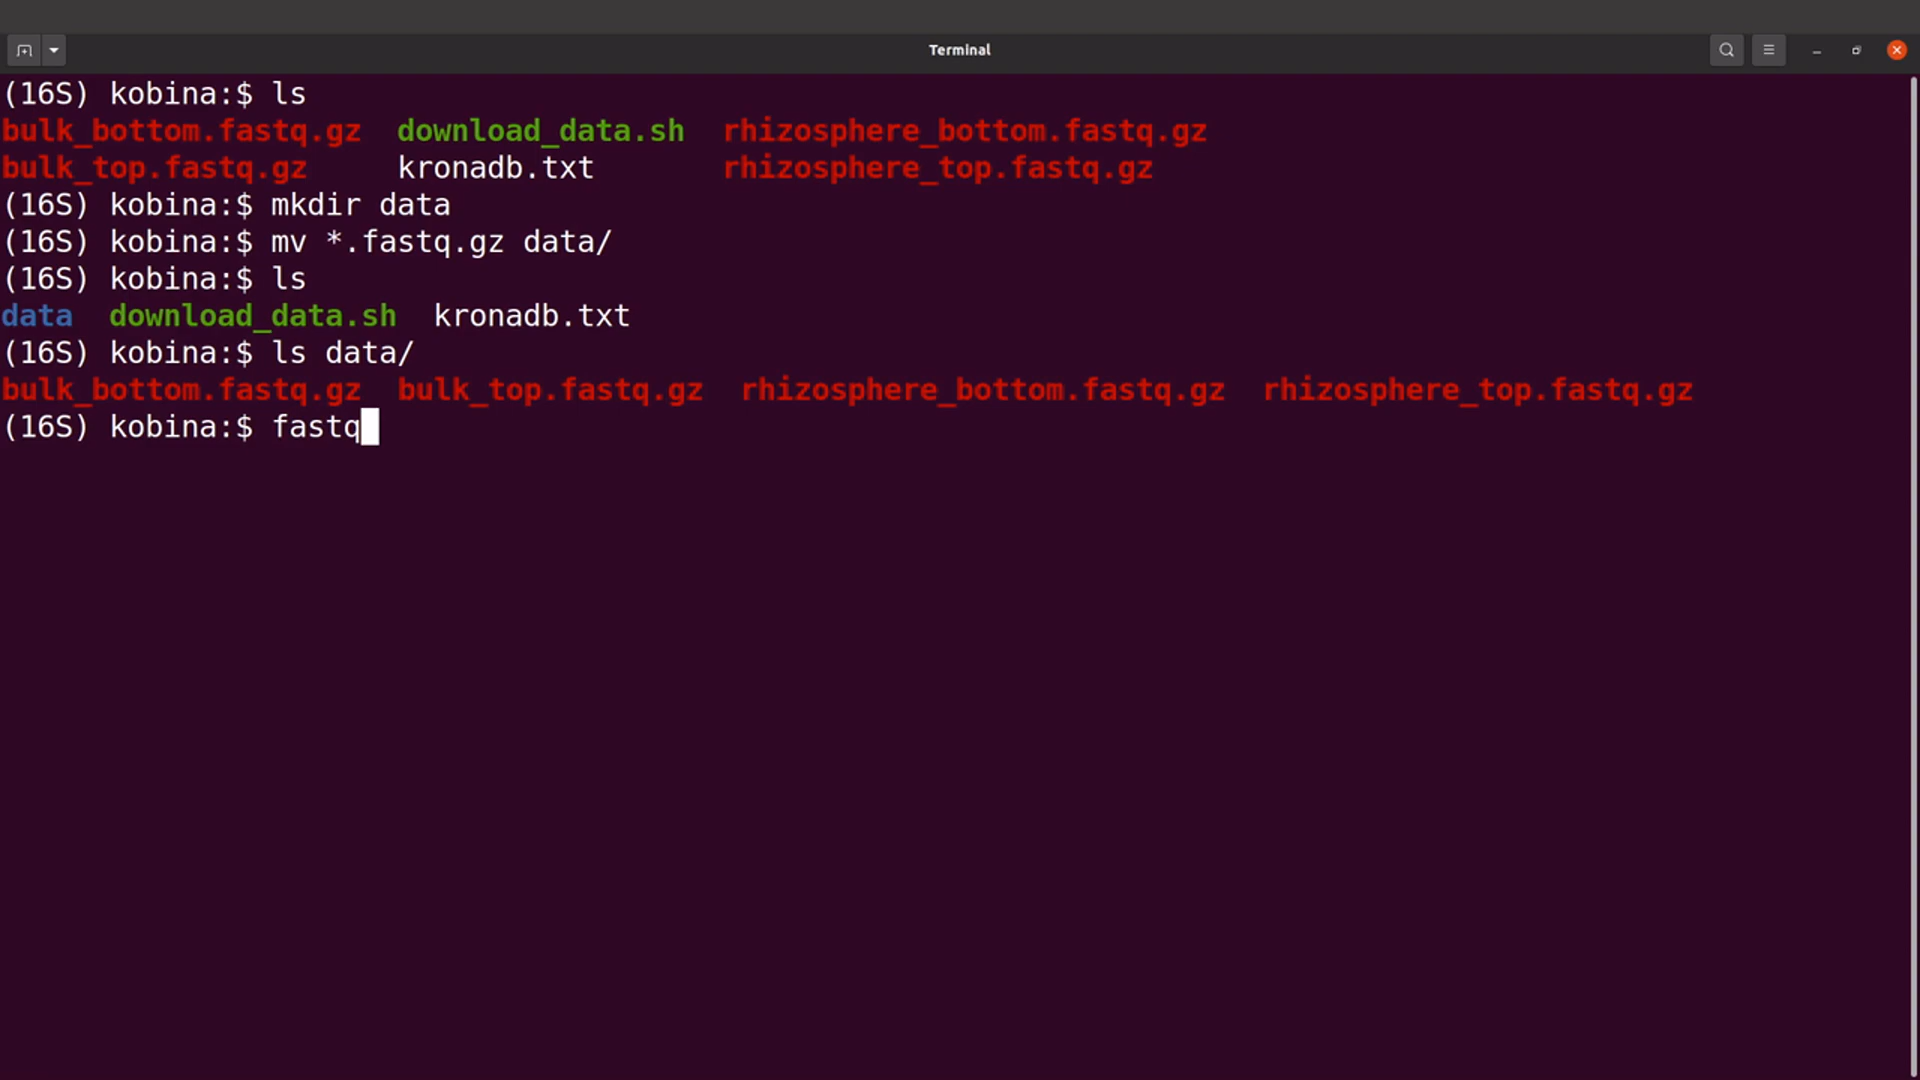 Terminal
(16S) kobina:$ ls
bulk_bottom.fastq.gz  download_data.sh  rhizosphere_bottom.fastq.gz
bulk_top.fastq.gz     kronadb.txt       rhizosphere_top.fastq.gz
(16S) kobina:$ mkdir data
(16S) kobina:$ mv *.fastq.gz data/
(16S) kobina:$ ls
data  download_data.sh  kronadb.txt
(16S) kobina:$ ls data/
bulk_bottom.fastq.gz  bulk_top.fastq.gz  rhizosphere_bottom.fastq.gz  rhizosphere_top.fastq.gz
(16S) kobina:$ fastq